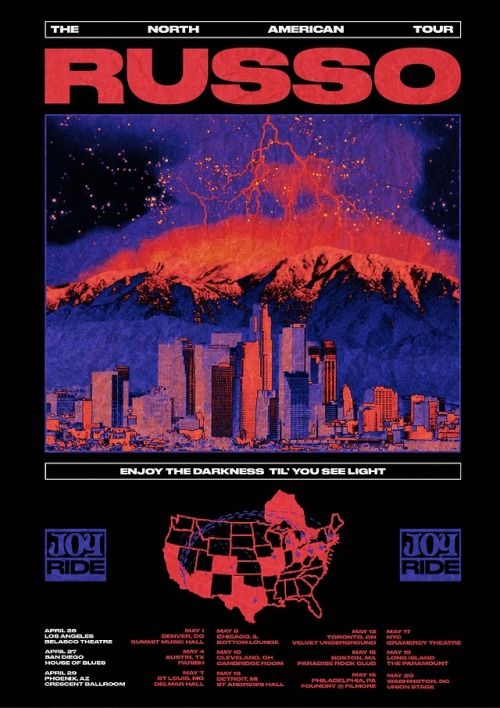 THE NORTH AMERICAN TOUR
RUSSO
ENJOY THE DARKNESS TIL' YOU SEE LIGHT
JOY
RIDE
JOY
RIDE
APRIL 26
LOS ANGELES
BELASCO THEATRE
APRIL 27
SAN DIEGO
HOUSE OF BLUES
APRIL 29
PHOENIX, AZ
CRESCENT BALLROOM
MAY 1
DENVER, CO
SUMMIT MUSIC HALL
MAY 4
AUSTIN, TX
PARISH
MAY 7
ST LOUIS, MO
DELMAR HALL
MAY 8
CHICAGO, IL
BOTTOM LOUNGE
MAY 10
CLEVELAND, OH
CAMBRIDGE ROOM
MAY 12
DETROIT, MI
ST ANDREWS HALL
MAY 13
TORONTO, ON
VELVET UNDERGROUND
MAY 15
BOSTON, MA
PARADISE ROCK CLUB
MAY 16
PHILADELPHIA, PA
FOUNDRY @ FILLMORE
MAY 17
NYC
GRAMERCY THEATRE
MAY 19
LONG ISLAND
THE PARAMOUNT
MAY 20
WASHINGTON, DC
UNION STAGE